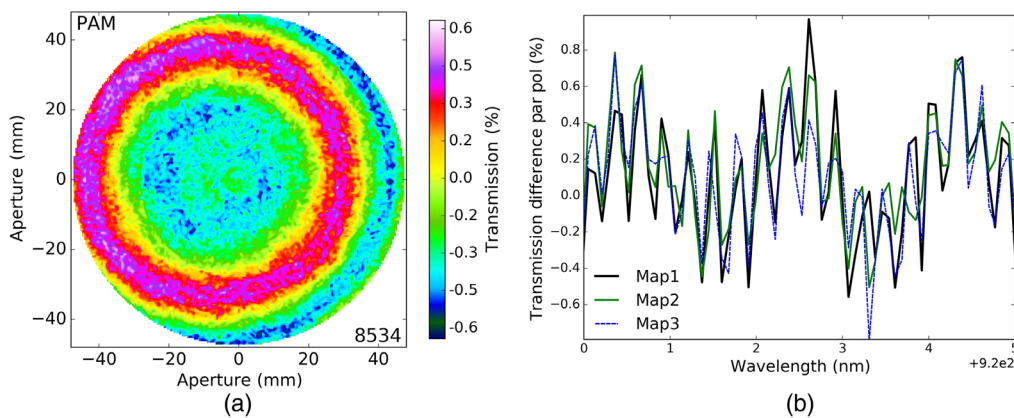 PAM
8534
40
20
0
−20
−40
−40
−20
0
20
40
Aperture (mm)
Aperture (mm)
0.6
0.5
0.3
0.2
0.0
−0.2
−0.3
−0.5
−0.6
Transmission (%)
(a)
0.8
0.6
0.4
0.2
0.0
−0.2
−0.4
−0.6
Transmission difference par pol (%)
Map1
Map2
Map3
0
1
2
3
4
5
Wavelength (nm)
+9.2e2
(b)